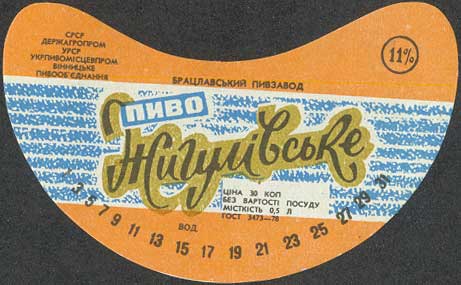 СРСР
ДЕРЖАГРОПРОМ
УРСР
УКРПИВОМІСЦЕВПРОМ
ВІННИЦЬКЕ
ПИВООБ'ЄДНАННЯ
БРАЦЛАВСЬКИЙ ПИВЗАВОД
11%
ПИВО
Жигулівське
ЦІНА 30 КОП
БЕЗ ВАРТОСТІ ПОСУДУ
МІСТКІСТЬ 0,5 Л
ГОСТ 3473—78
ВОД
1 3 5 7 9 11 13 15 17 19 21 23 25 27 29 31